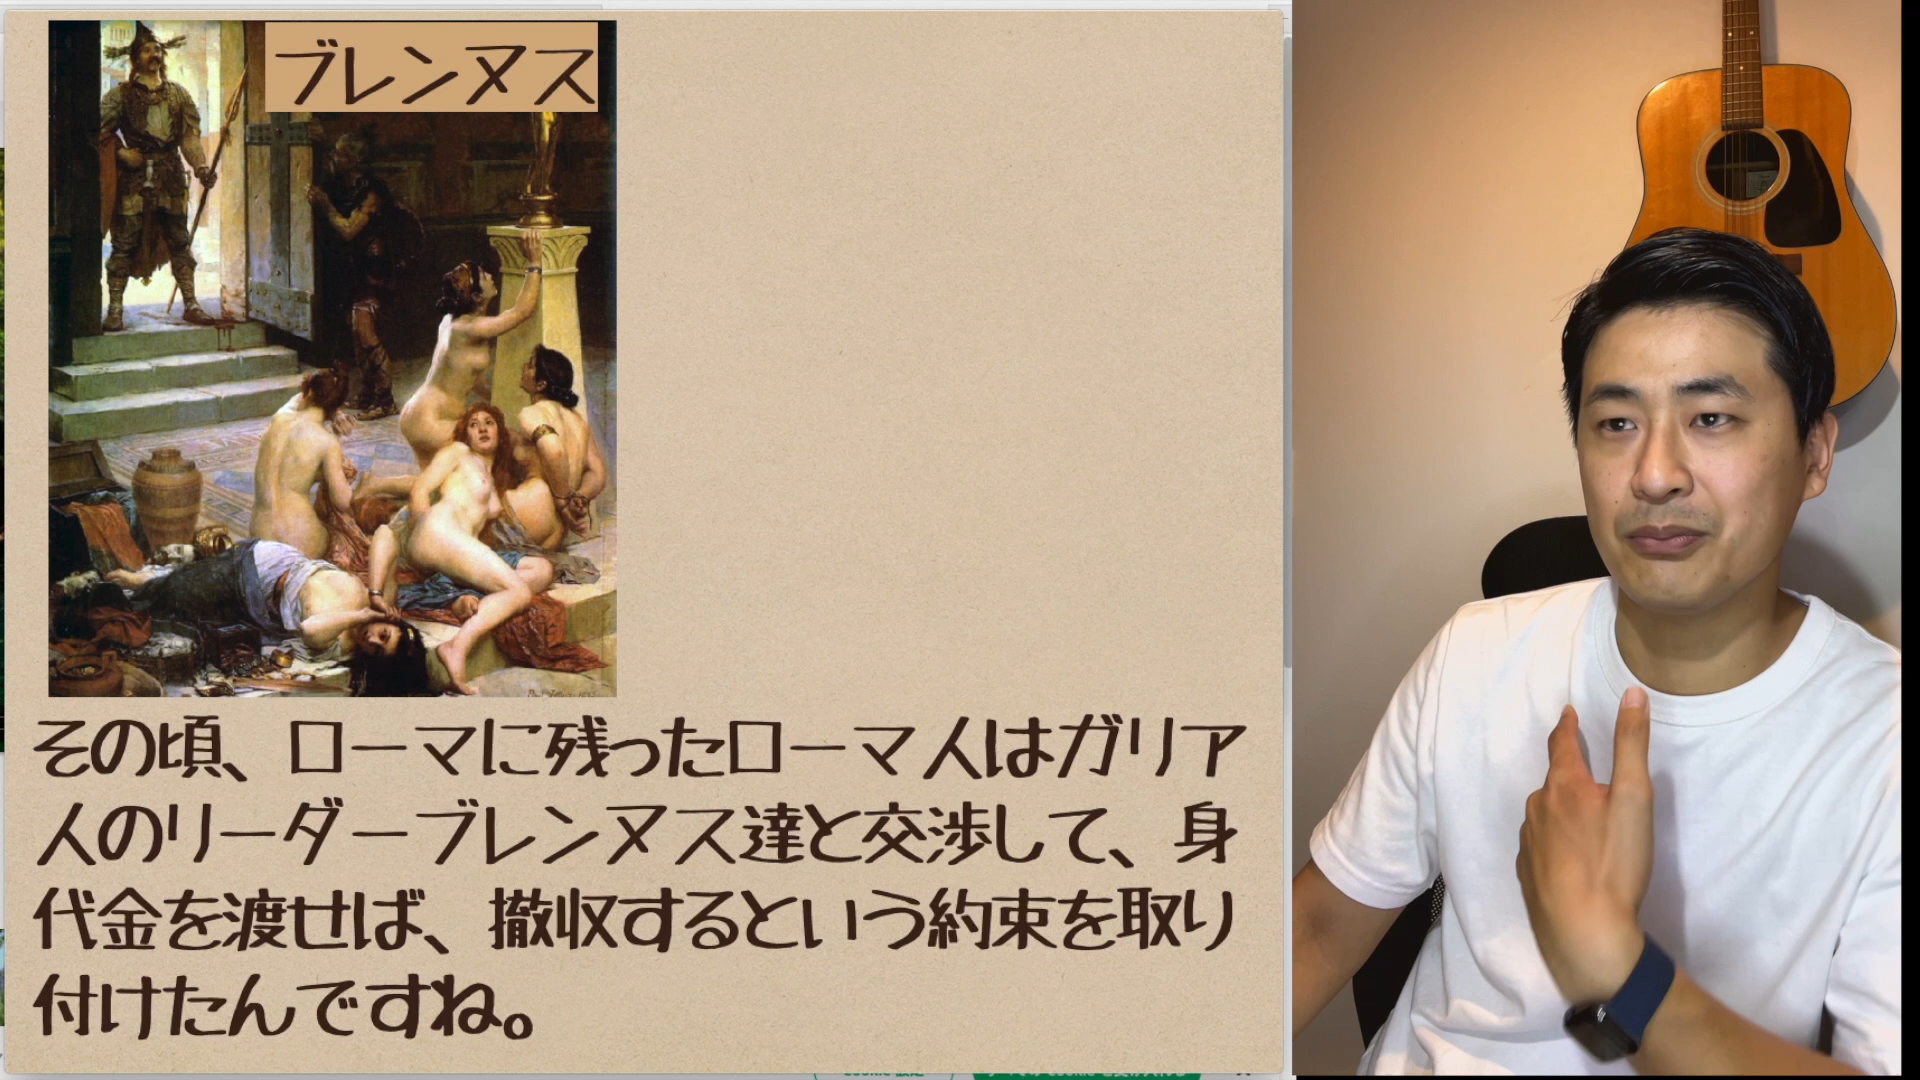 ブレンヌス
その頃、ローマに残ったローマ人はガリア
人のリーダーブレンヌス達と交渉して、身
代金を渡せば、撤収するという約束を取り
付けたんですね。